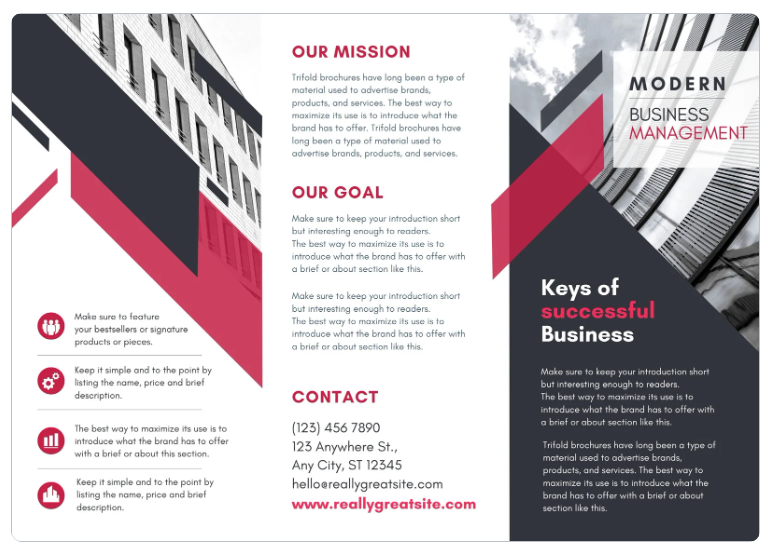 Make sure to feature
your bestsellers or signature
products or pieces.
Keep it simple and to the point by
listing the name, price and brief
description.
The best way to maximize its use is to
introduce what the brand has to offer
with a brief or about this section.
Keep it simple and to the point by
listing the name, price and brief
description.
OUR MISSION
Trifold brochures have long been a type of
material used to advertise brands,
products, and services. The best way to
maximize its use is to introduce what the
brand has to offer. Trifold brochures have
long been a type of material used to
advertise brands, products, and services.
OUR GOAL
Make sure to keep your introduction short
but interesting enough to readers.
The best way to maximize its use is to
introduce what the brand has to offer with
a brief or about section like this.
Make sure to keep your introduction short
but interesting enough to readers.
The best way to maximize its use is to
introduce what the brand has to offer with
a brief or about section like this.
CONTACT
(123) 456 7890
123 Anywhere St.,
Any City, ST 12345
hello@reallygreatsite.com
www.reallygreatsite.com
MODERN
BUSINESS
MANAGEMENT
Keys of
successful
Business
Make sure to keep your introduction short
but interesting enough to readers.
The best way to maximize its use is to
introduce what the brand has to offer with
a brief or about section like this.
Trifold brochures have long been a type of
material used to advertise brands,
products, and services. The best way to
maximize its use is to introduce what the
brand has to offer with a brief or about
section like this.